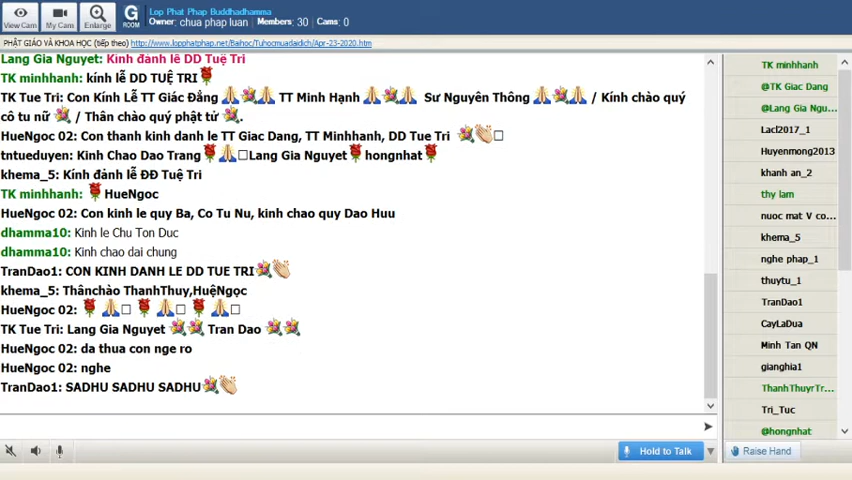 View Cam
My Cam
Enlarge
G
ROOM
Lop Phat Phap Buddhadhamma
Owner: chua phap luan / Members: 30 / Cams: 0
PHẬT GIÁO VÀ KHOA HỌC (tiếp theo) http://www.lopphatphap.net/Baihoc/Tuhocmuadaidich/Apr-23-2020.htm
Lang Gia Nguyet: Kinh đảnh lễ DD Tuệ Tri
TK minhhanh: kính lễ DD TUỆ TRI
TK Tue Tri: Con Kính Lễ TT Giác Đẳng TT Minh Hạnh Sư Nguyên Thông / Kính chào quý
cô tu nữ / Thân chào quý phật tử .
HueNgoc 02: Con thanh kinh danh le TT Giac Dang, TT Minhhanh, DD Tue Tri
tntueduyen: Kinh Chao Dao Trang Lang Gia Nguyet hongnhat
khema_5: Kính đảnh lễ ĐĐ Tuệ Tri
TK minhhanh: HueNgoc
HueNgoc 02: Con kinh le quy Ba, Co Tu Nu, kinh chao quy Dao Huu
dhamma10: Kinh le Chu Ton Duc
dhamma10: Kinh chao dai chung
TranDao1: CON KINH DANH LE DD TUE TRI
khema_5: Thânchào ThanhThuy,HuệNgọc
HueNgoc 02:
TK Tue Tri: Lang Gia Nguyet Tran Dao
HueNgoc 02: da thua con nge ro
HueNgoc 02: nghe
TranDao1: SADHU SADHU SADHU
Hold to Talk
TK minhhanh
@TK Giac Dang
@Lang Gia Ngu...
Lacl2017_1
Huyenmong2013
khanh an_2
thy lam
nuoc mat V co...
khema_5
nghe phap_1
thuytu_1
TranDao1
CayLaDua
Minh Tan QN
gianghia1
ThanhThuyrTr...
Tri_Tuc
@hongnhat
Raise Hand